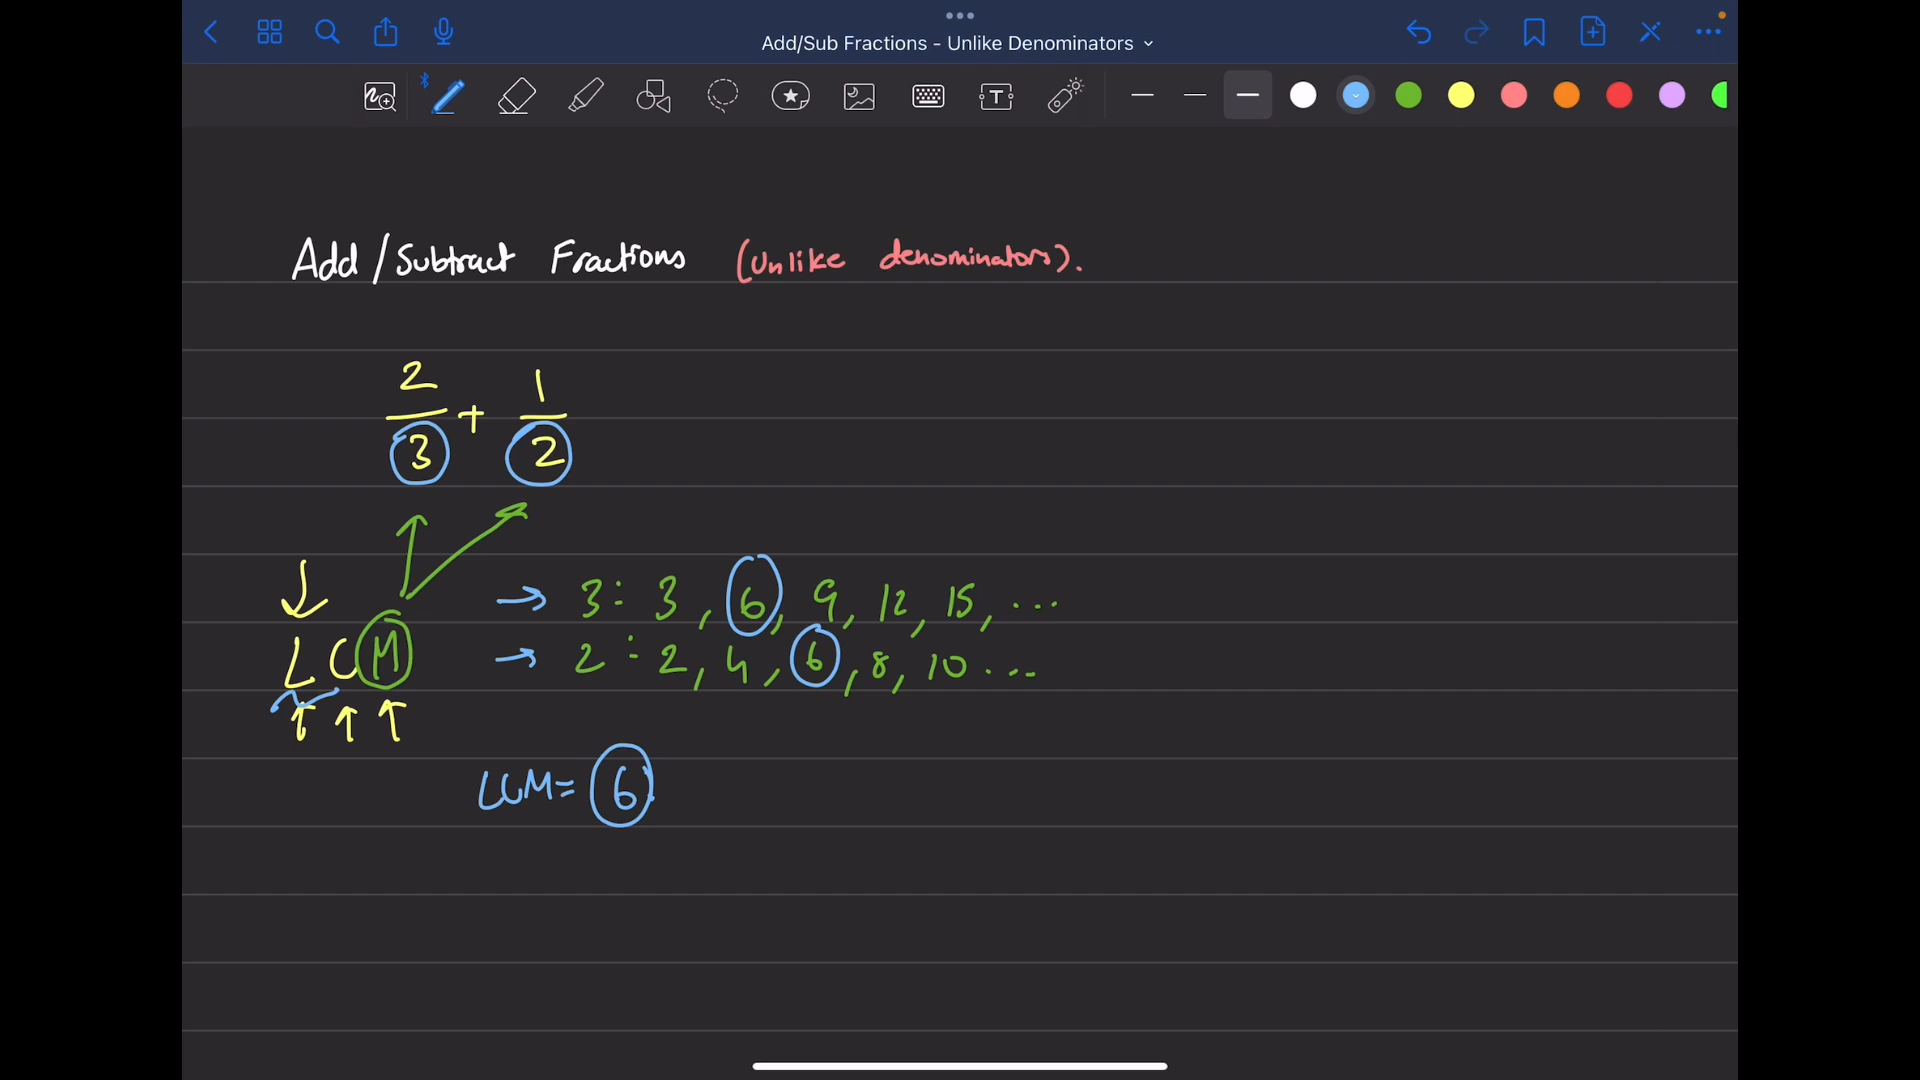 Add/Sub Fractions - Unlike Denominators
T
Add/Subtract Fractions (Unlike denominators).
2/3 + 1/2
→ 3: 3, 6, 9, 12, 15, ...
LCM
→ 2: 2, 4, 6, 8, 10 ...
LCM = 6